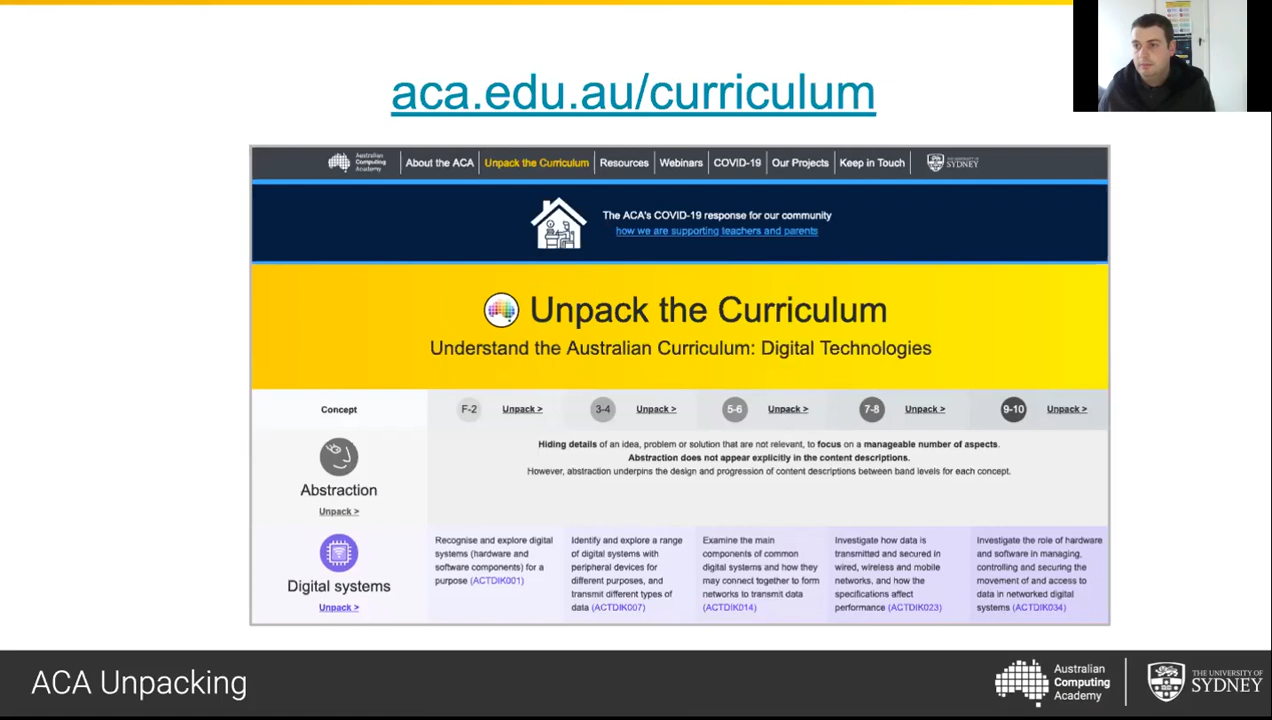 aca.edu.au/curriculum
Australian
Computing
Academy
About the ACA
Unpack the Curriculum
Resources
Webinars
COVID-19
Our Projects
Keep in Touch
THE UNIVERSITY OF
SYDNEY
The ACA's COVID-19 response for our community
how we are supporting teachers and parents
Unpack the Curriculum
Understand the Australian Curriculum: Digital Technologies
Concept
F-2
Unpack >
3-4
Unpack >
5-6
Unpack >
7-8
Unpack >
9-10
Unpack >
Abstraction
Unpack >
Hiding details of an idea, problem or solution that are not relevant, to focus on a manageable number of aspects.
Abstraction does not appear explicitly in the content descriptions.
However, abstraction underpins the design and progression of content descriptions between band levels for each concept.
Digital systems
Unpack >
Recognise and explore digital
systems (hardware and
software components) for a
purpose (ACTDIK001)
Identify and explore a range
of digital systems with
peripheral devices for
different purposes, and
transmit different types of
data (ACTDIK007)
Examine the main
components of common
digital systems and how they
may connect together to form
networks to transmit data
(ACTDIK014)
Investigate how data is
transmitted and secured in
wired, wireless and mobile
networks, and how the
specifications affect
performance (ACTDIK023)
Investigate the role of hardware
and software in managing,
controlling and securing the
movement of and access to
data in networked digital
systems (ACTDIK034)
ACA Unpacking
Australian
Computing
Academy
THE UNIVERSITY OF
SYDNEY